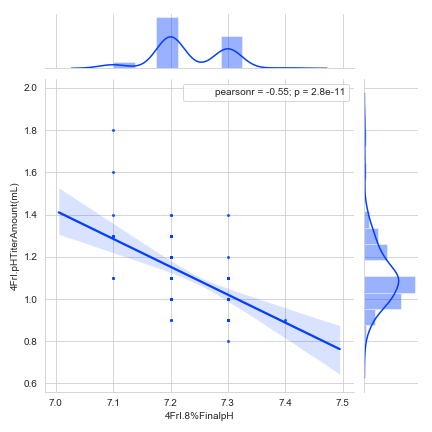 pearsonr = -0.55; p = 2.8e-11
2.0
1.8
1.6
1.4
1.2
1.0
0.8
0.6
4Frl.pHTiterAmount(mL)
7.0 7.1 7.2 7.3 7.4 7.5
4Frl.8%FinalpH